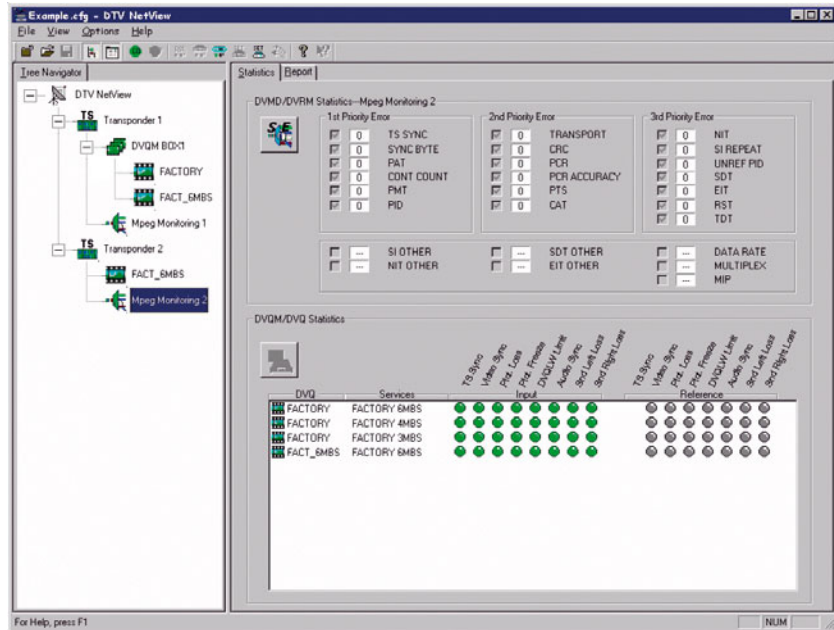 Example.cfg - DTV NetView
File View Options Help
Tree Navigator
DTV NetView
TS Transponder 1
DVQM BOX1
FACTORY
FACT_6MBS
Mpeg Monitoring 1
TS Transponder 2
FACT_6MBS
Mpeg Monitoring 2
Statistics Report
DVMD/DVRM Statistics--Mpeg Monitoring 2
1st Priority Error
0 TS SYNC
0 SYNC BYTE
0 PAT
0 CONT COUNT
0 PMT
0 PID
2nd Priority Error
0 TRANSPORT
0 CRC
0 PCR
0 PCR ACCURACY
0 PTS
0 CAT
3rd Priority Error
0 NIT
0 SI REPEAT
0 UNREF PID
0 SDT
0 EIT
0 RST
0 TDT
... SI OTHER
... NIT OTHER
... SDT OTHER
... EIT OTHER
... DATA RATE
... MULTIPLEX
... MIP
DVQM/DVQ Statistics
TS Sync
Video Sync
Pict. Loss
Pict. Freeze
DVQLW Limit
Audio Sync
Snd Left Loss
Snd Right Loss
TS Sync
Video Sync
Pict. Loss
Pict. Freeze
DVQLW Limit
Audio Sync
Snd Left Loss
Snd Right Loss
DVQ Services Input Reference
FACTORY FACTORY 6MBS
FACTORY FACTORY 4MBS
FACTORY FACTORY 3MBS
FACT_6MBS FACTORY 6MBS
For Help, press F1
NUM